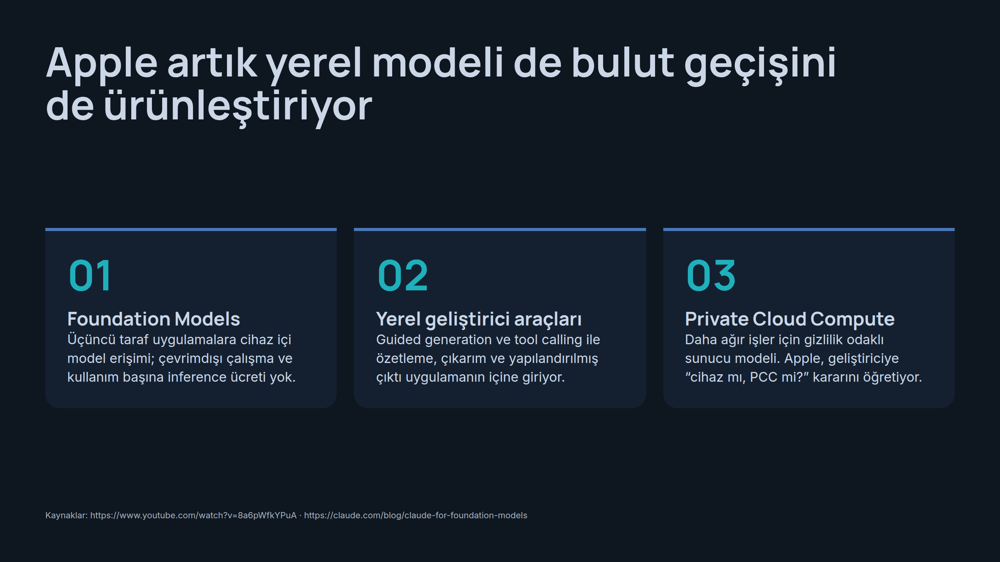 Apple artık yerel modeli de bulut geçişini
de ürünleştiriyor
01
Foundation Models
Üçüncü taraf uygulamalara cihaz içi
model erişimi; çevrimdışı çalışma ve
kullanım başına inference ücreti yok.
02
Yerel geliştirici araçları
Guided generation ve tool calling ile
özetleme, çıkarım ve yapılandırılmış
çıktı uygulamanın içine giriyor.
03
Private Cloud Compute
Daha ağır işler için gizlilik odaklı
sunucu modeli. Apple, geliştiriciye
“cihaz mı, PCC mi?” kararını öğretiyor.
Kaynaklar: https://www.youtube.com/watch?v=8a6pWfkYPuA · https://claude.com/blog/claude-for-foundation-models